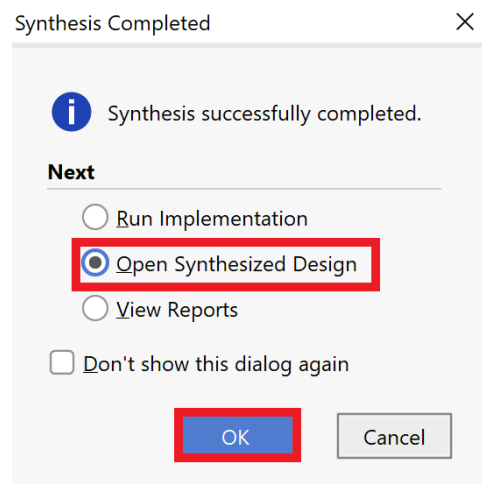 Synthesis Completed
Synthesis successfully completed.
Next
Run Implementation
Open Synthesized Design
View Reports
Don't show this dialog again
OK
Cancel